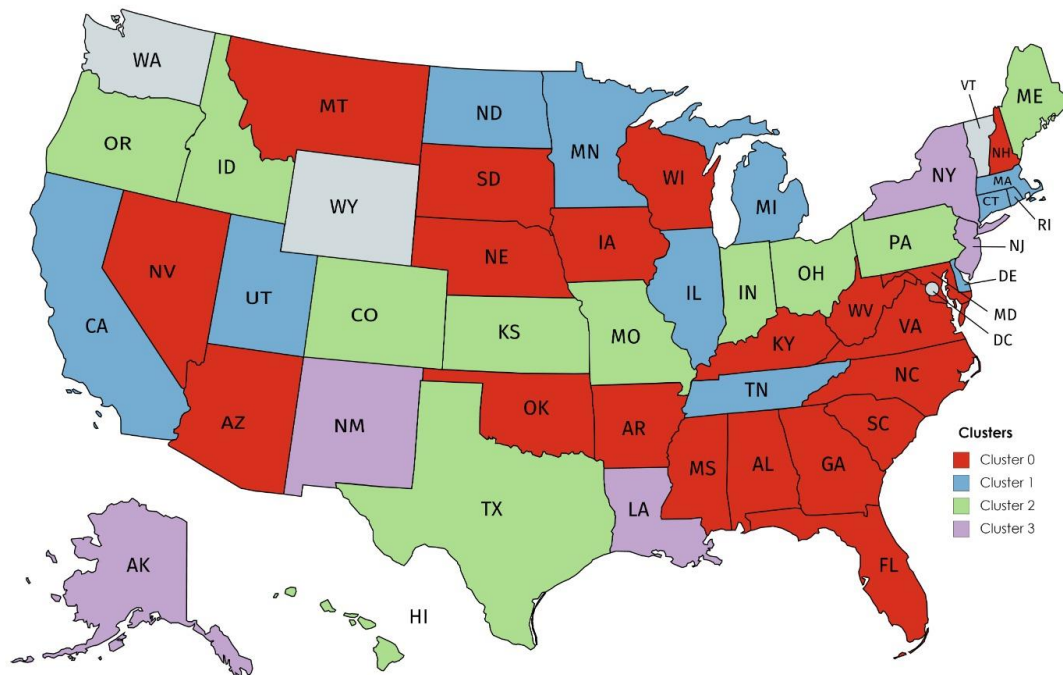 WA
MT
ND
MN
VT
ME
OR
ID
SD
WI
MI
NY
NH
MA
CT
RI
WY
IA
PA
NJ
NV
NE
IL
IN
OH
DE
CA
UT
CO
KS
MO
WV
VA
MD
DC
KY
AZ
NM
OK
TN
NC
AR
SC
MS
AL
GA
TX
LA
AK
HI
FL
Clusters
Cluster 0
Cluster 1
Cluster 2
Cluster 3